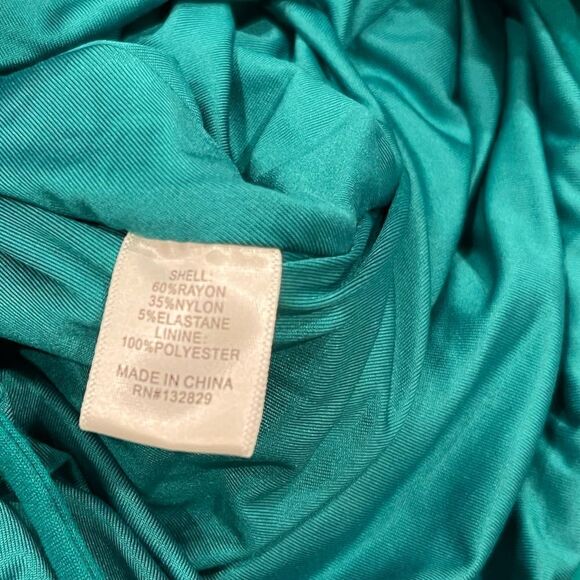 SHELL:
60%RAYON
35%NYLON
5%ELASTANE
LININE:
100%POLYESTER
MADE IN CHINA
RN#132829